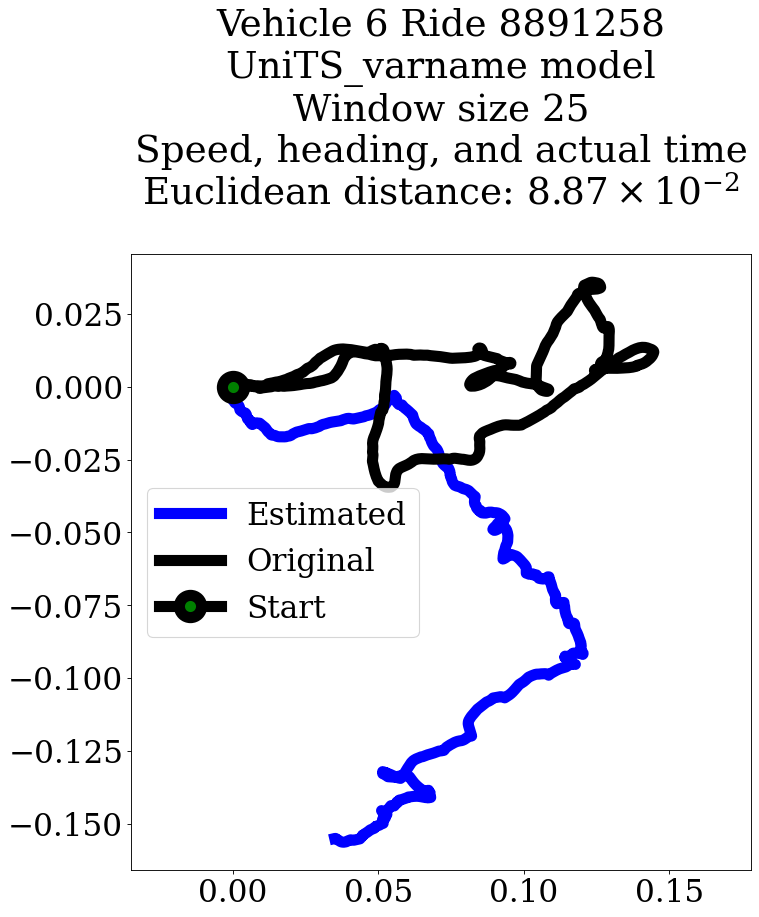 Vehicle 6 Ride 8891258
UniTS_varname model
Window size 25
Speed, heading, and actual time
Euclidean distance: 8.87 × 10⁻²
0.025
0.000
−0.025
−0.050
−0.075
−0.100
−0.125
−0.150
Estimated
Original
Start
0.00 0.05 0.10 0.15